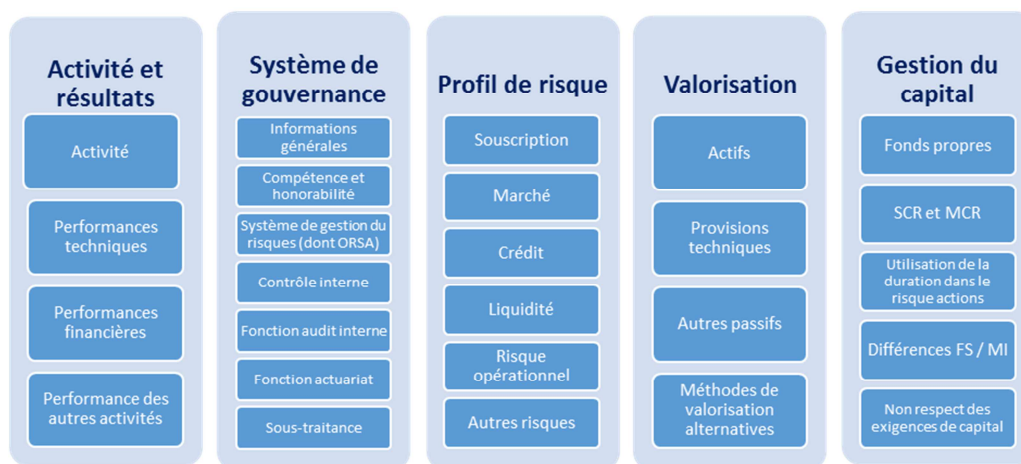 Activité et
résultats
Activité
Performances
techniques
Performances
financières
Performance des
autres activités
Système de
gouvernance
Informations
générales
Compétence et
honorabilité
Système de gestion du
risques (dont ORSA)
Contrôle interne
Fonction audit interne
Fonction actuariat
Sous-traitance
Profil de risque
Souscription
Marché
Crédit
Liquidité
Risque
opérationnel
Autres risques
Valorisation
Actifs
Provisions
techniques
Autres passifs
Méthodes de
valorisation
alternatives
Gestion du
capital
Fonds propres
SCR et MCR
Utilisation de la
duration dans le
risque actions
Différences FS / MI
Non respect des
exigences de capital